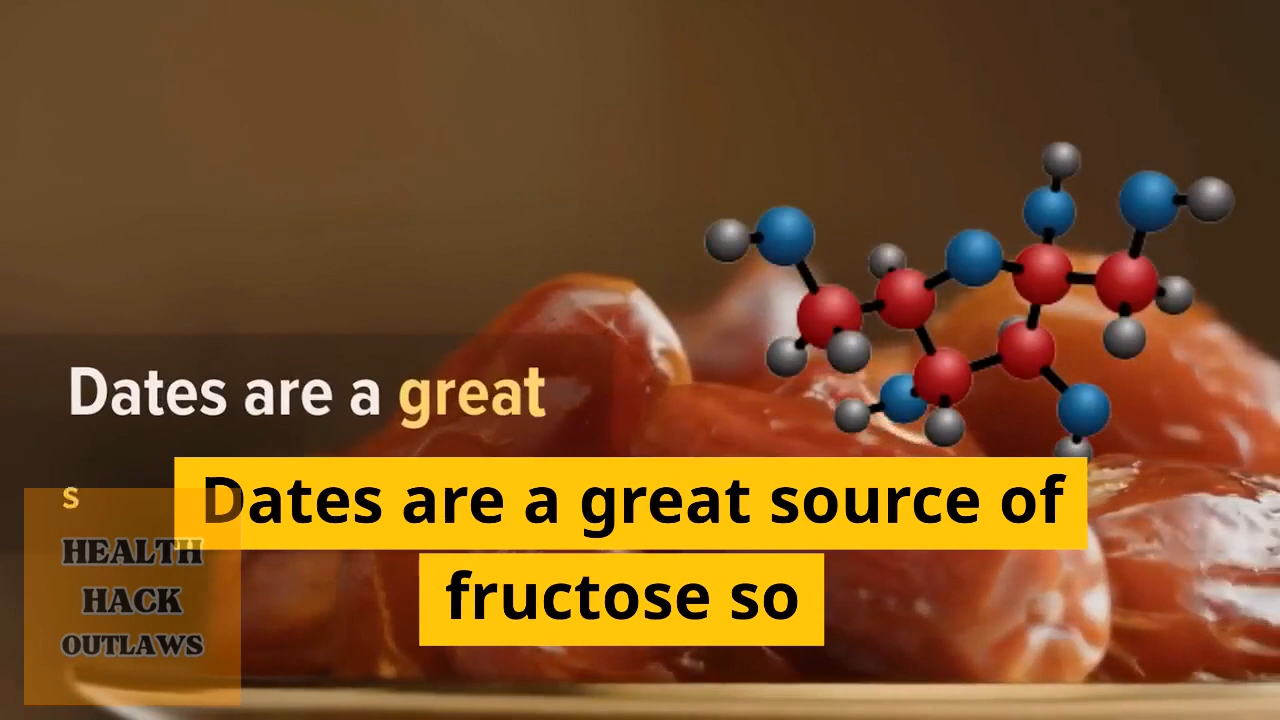 Dates are a great
s
Dates are a great source of
fructose so
HEALTH
HACK
OUTLAWS